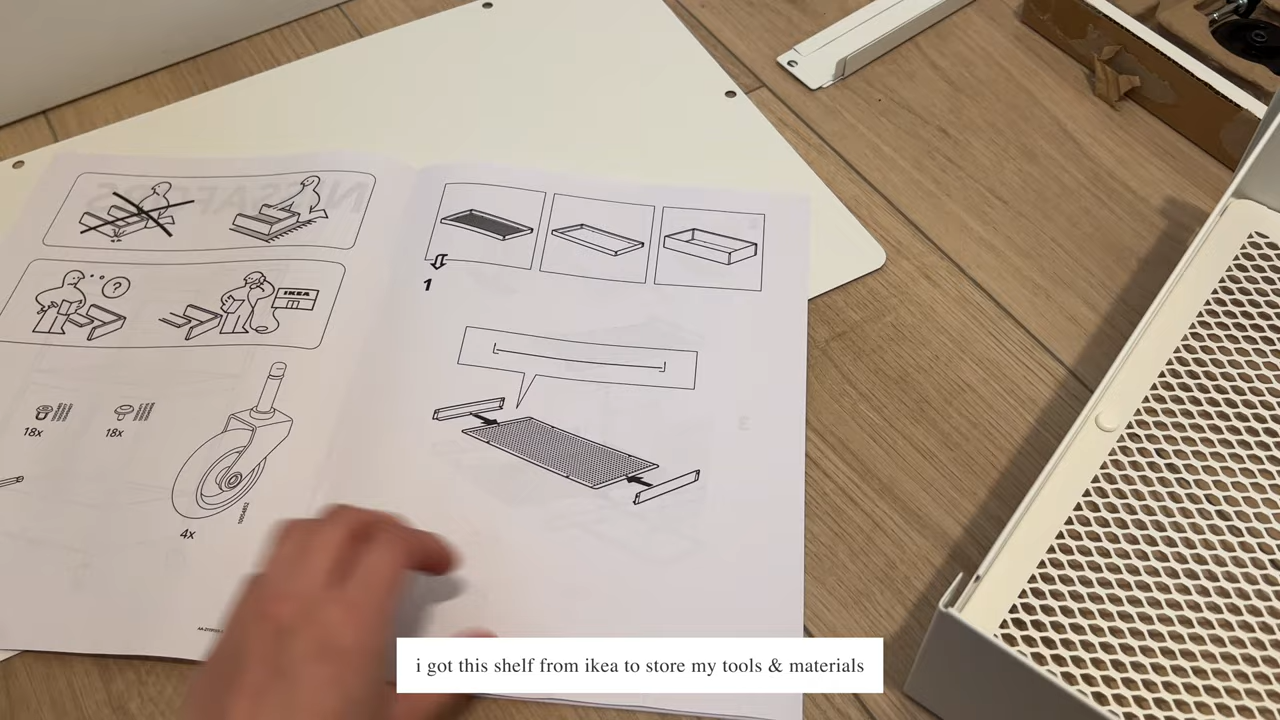 ?
IKEA
1
18x
18x
4x
i got this shelf from ikea to store my tools & materials